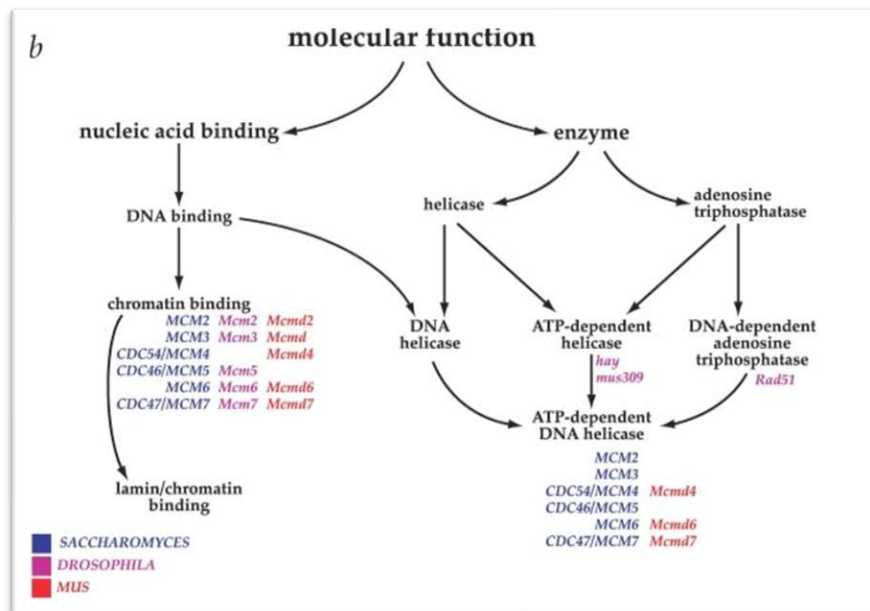 b
molecular function
nucleic acid binding
enzyme
DNA binding
helicase
adenosine
triphosphatase
chromatin binding
MCM2 Mcm2 Mcmd2
MCM3 Mcm3 Mcmd
CDC54/MCM4 Mcmd4
CDC46/MCM5 Mcm5
MCM6 Mcm6 Mcmd6
CDC47/MCM7 Mcm7 Mcmd7
DNA
helicase
ATP-dependent
helicase
hay
mus309
DNA-dependent
adenosine
triphosphatase
Rad51
ATP-dependent
DNA helicase
MCM2
MCM3
CDC54/MCM4 Mcmd4
CDC46/MCM5
MCM6 Mcmd6
CDC47/MCM7 Mcmd7
lamin/chromatin
binding
SACCHAROMYCES
DROSOPHILA
MUS